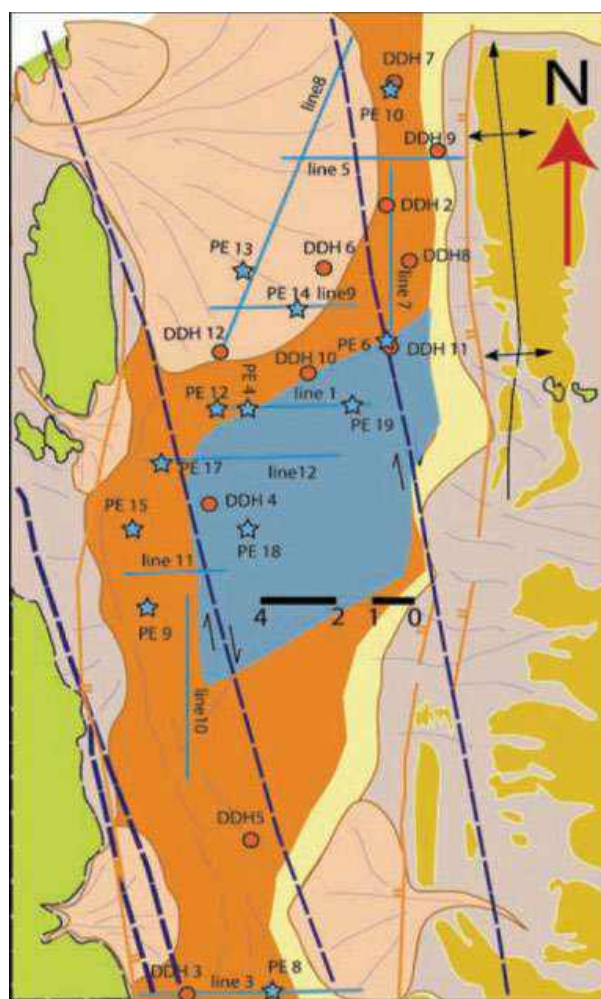 DDH 7
line8
PE 10
N
DDH 9
line 5
DDH 2
PE 13
DDH 6
DDH8
line 7
PE 14 line9
DDH 12
PE 6
DDH 11
DDH 10
PE 12
PE 4
line 1
PE 19
PE 17
line12
DDH 4
PE 15
PE 18
line 11
4 2 1 0
PE 9
line10
DDH5
DDH 3
line 3
PE 8